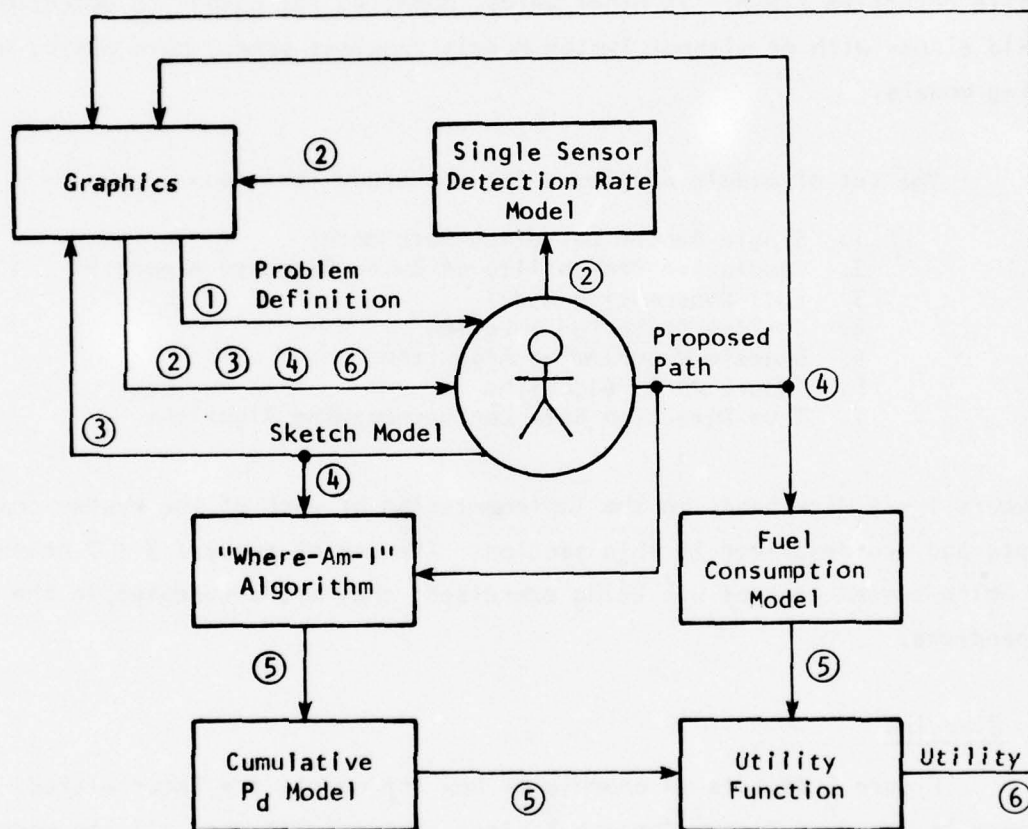 Graphics
②
Single Sensor
Detection Rate
Model
①
Problem
Definition
②
② ③ ④ ⑥
Proposed
Path
④
③
Sketch Model
④
"Where-Am-I"
Algorithm
Fuel
Consumption
Model
⑤
⑤
Cumulative
Pd Model
⑤
Utility
Function
Utility
⑥